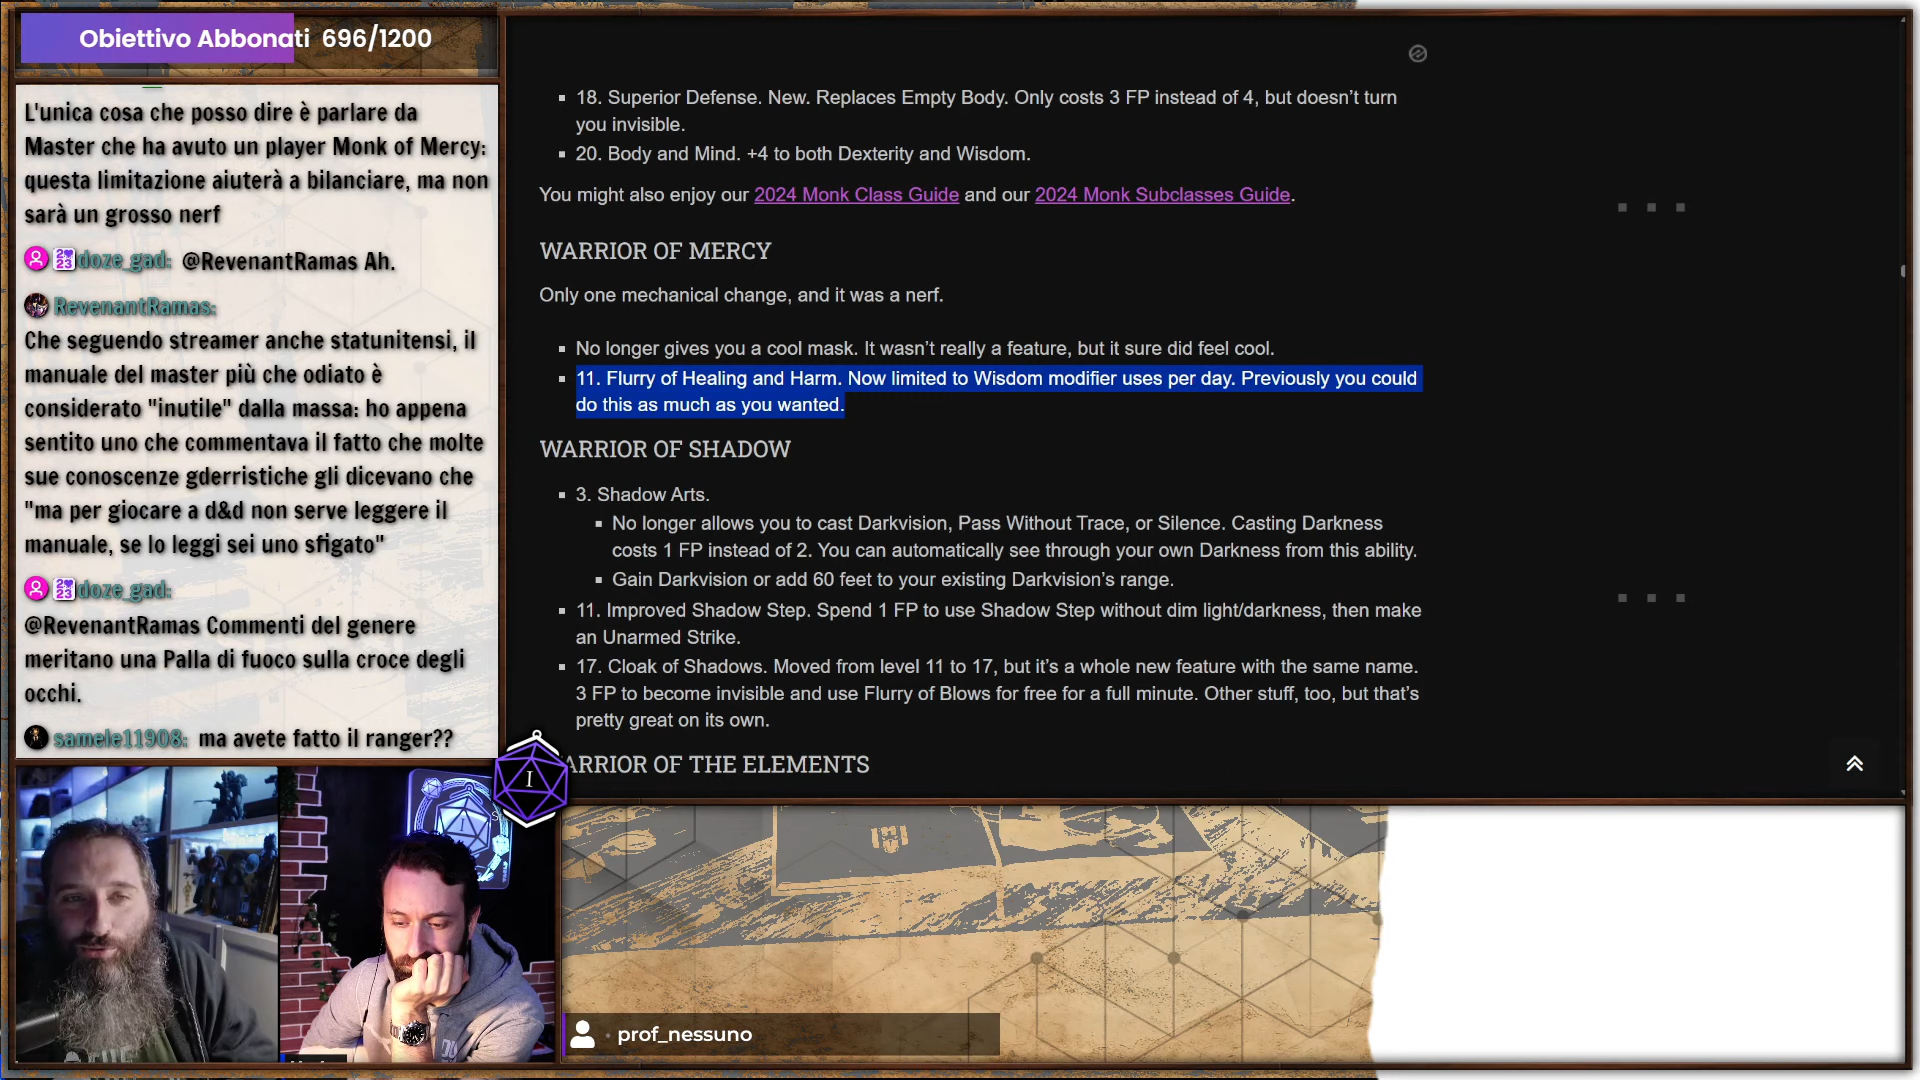 Obiettivo Abbonati 696/1200
L'unica cosa che posso dire è parlare da
Master che ha avuto un player Monk of Mercy:
questa limitazione aiuterà a bilanciare, ma non
sarà un grosso nerf
doze_gad: @RevenantRamas Ah.
RevenantRamas:
Che seguendo streamer anche statunitensi, il
manuale del master più che odiato è
considerato "inutile" dalla massa: ho appena
sentito uno che commentava il fatto che molte
sue conoscenze gderristiche gli dicevano che
"ma per giocare a d&d non serve leggere il
manuale, se lo leggi sei uno sfigato"
doze_gad:
@RevenantRamas Commenti del genere
meritano una Palla di fuoco sulla croce degli
occhi.
samele11908: ma avete fatto il ranger??
18. Superior Defense. New. Replaces Empty Body. Only costs 3 FP instead of 4, but doesn't turn
you invisible.
20. Body and Mind. +4 to both Dexterity and Wisdom.
You might also enjoy our 2024 Monk Class Guide and our 2024 Monk Subclasses Guide.
WARRIOR OF MERCY
Only one mechanical change, and it was a nerf.
No longer gives you a cool mask. It wasn't really a feature, but it sure did feel cool.
11. Flurry of Healing and Harm. Now limited to Wisdom modifier uses per day. Previously you could
do this as much as you wanted.
WARRIOR OF SHADOW
3. Shadow Arts.
No longer allows you to cast Darkvision, Pass Without Trace, or Silence. Casting Darkness
costs 1 FP instead of 2. You can automatically see through your own Darkness from this ability.
Gain Darkvision or add 60 feet to your existing Darkvision's range.
11. Improved Shadow Step. Spend 1 FP to use Shadow Step without dim light/darkness, then make
an Unarmed Strike.
17. Cloak of Shadows. Moved from level 11 to 17, but it's a whole new feature with the same name.
3 FP to become invisible and use Flurry of Blows for free for a full minute. Other stuff, too, but that's
pretty great on its own.
ARRIOR OF THE ELEMENTS
I
prof_nessuno